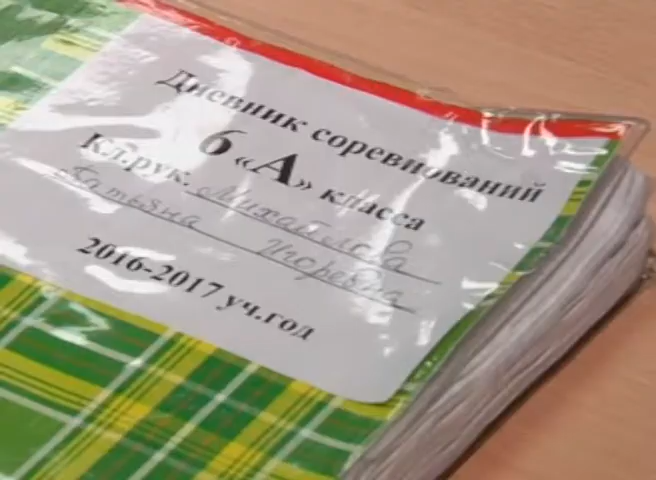 Дневник соревнований
6 «А» класса
Кл.рук. Михайлова
Татьяна Игоревна
2016-2017 уч.год